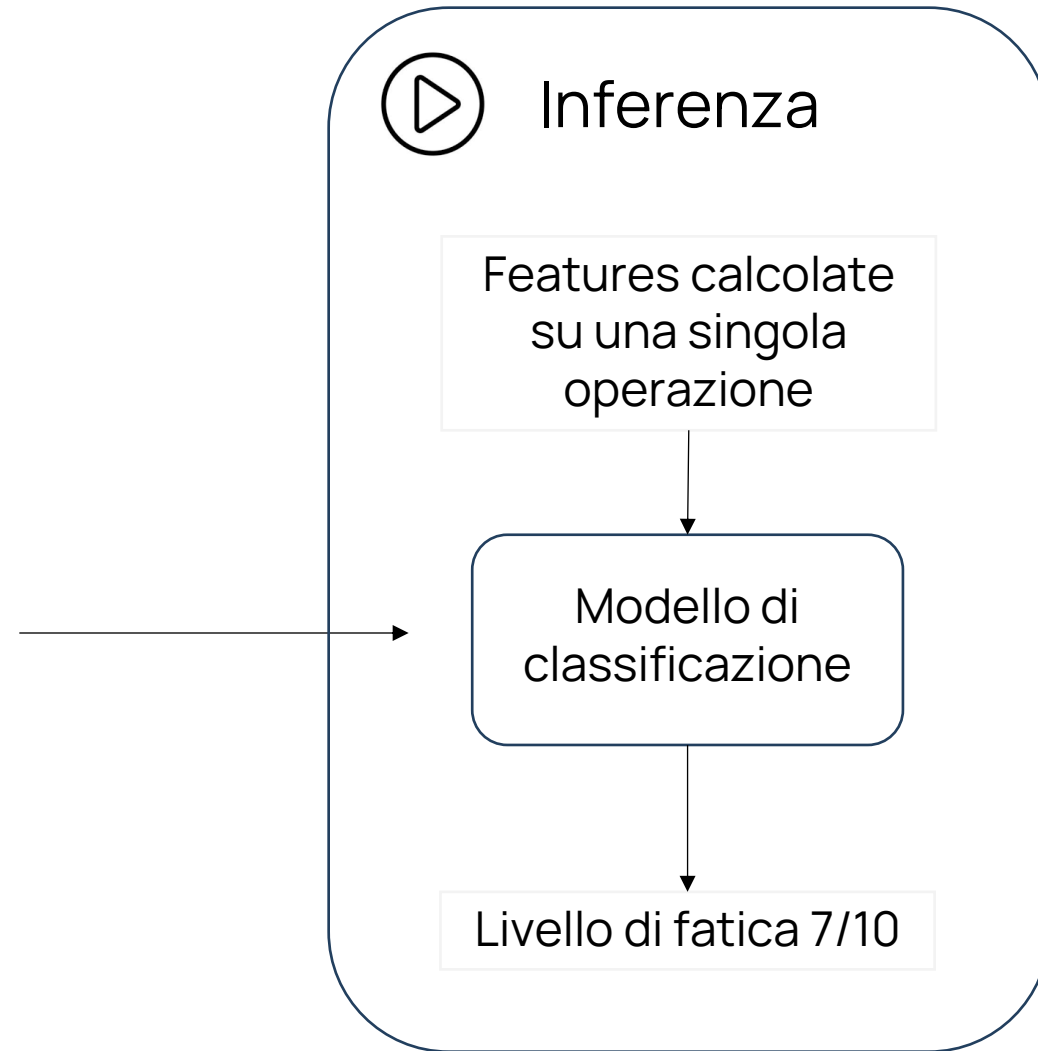 Inferenza
Features calcolate
su una singola
operazione
Modello di
classificazione
Livello di fatica 7/10